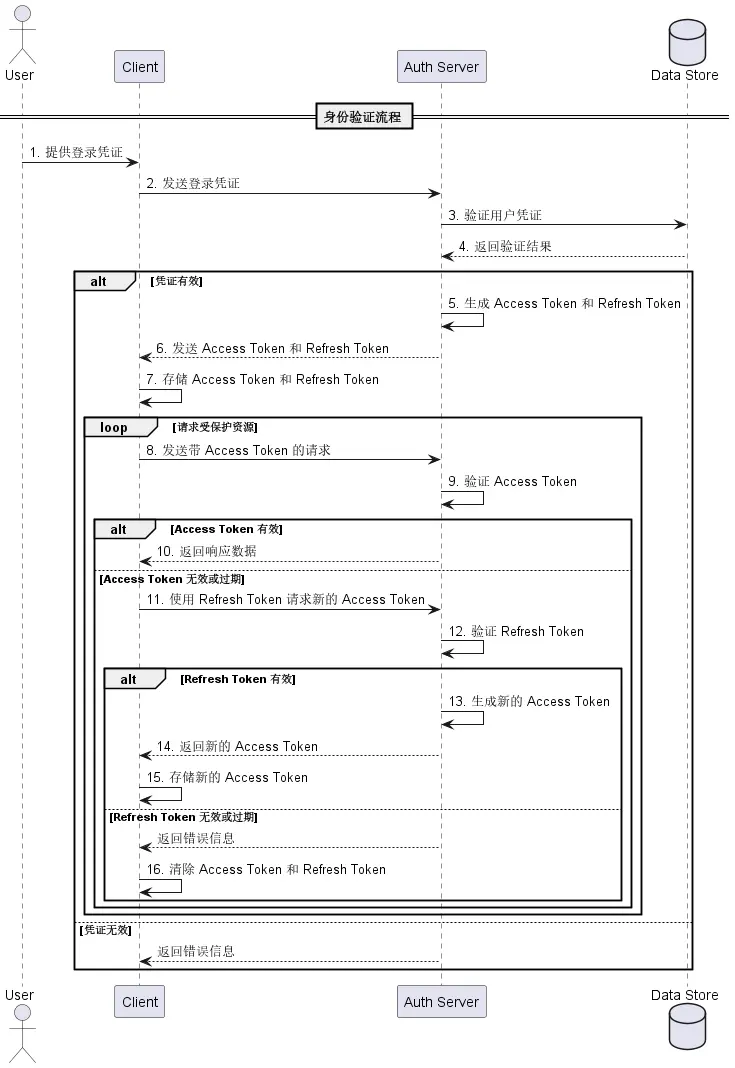 User
Client
Auth Server
Data Store
身份验证流程
1. 提供登录凭证
2. 发送登录凭证
3. 验证用户凭证
4. 返回验证结果
alt [凭证有效]
5. 生成 Access Token 和 Refresh Token
6. 发送 Access Token 和 Refresh Token
7. 存储 Access Token 和 Refresh Token
loop [请求受保护资源]
8. 发送带 Access Token 的请求
9. 验证 Access Token
alt [Access Token 有效]
10. 返回响应数据
[Access Token 无效或过期]
11. 使用 Refresh Token 请求新的 Access Token
12. 验证 Refresh Token
alt [Refresh Token 有效]
13. 生成新的 Access Token
14. 返回新的 Access Token
15. 存储新的 Access Token
[Refresh Token 无效或过期]
返回错误信息
16. 清除 Access Token 和 Refresh Token
[凭证无效]
返回错误信息
User
Client
Auth Server
Data Store